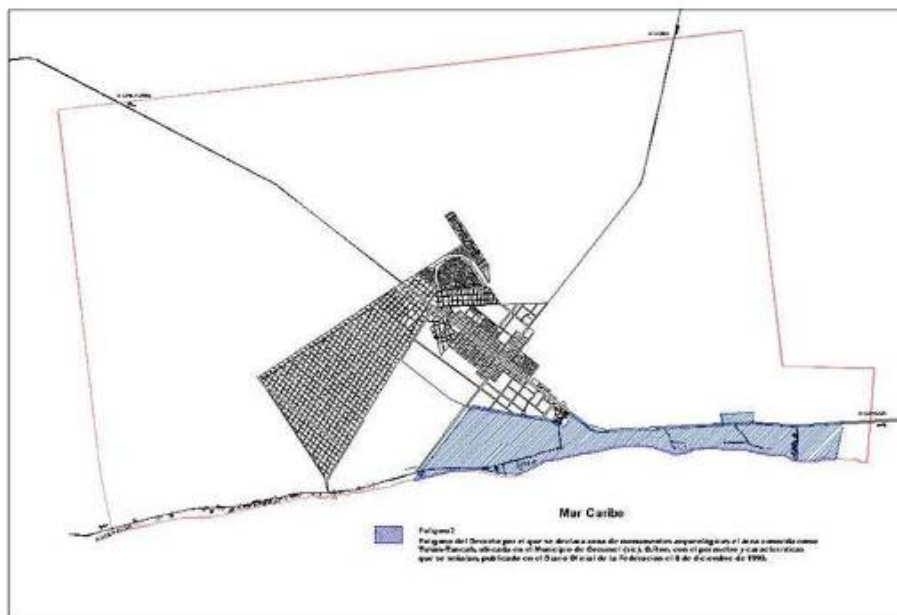 Mar Caribe
Polígono 2
Polígono del Decreto por el que se declara zona de monumentos arqueológicos el área conocida como
Tulum-Tancah, ubicada en el Municipio de Cozumel (sic), Q.Roo, con el perímetro y características
que se señalan, publicado en el Diario Oficial de la Federación el 8 de diciembre de 1993.